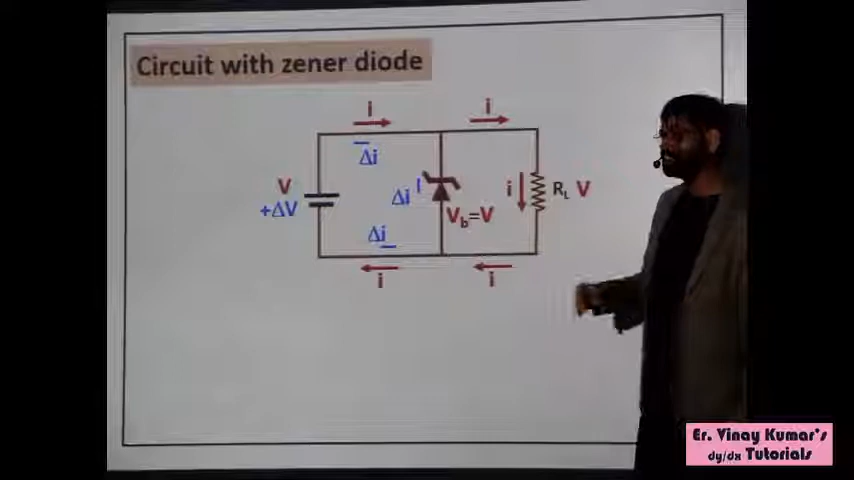 Circuit with zener diode
i
i
Δi
V
+ΔV
Δi
I
V_b=V
i
R_L
V
Δi
i
i
Er. Vinay Kumar's
dy/dx Tutorials